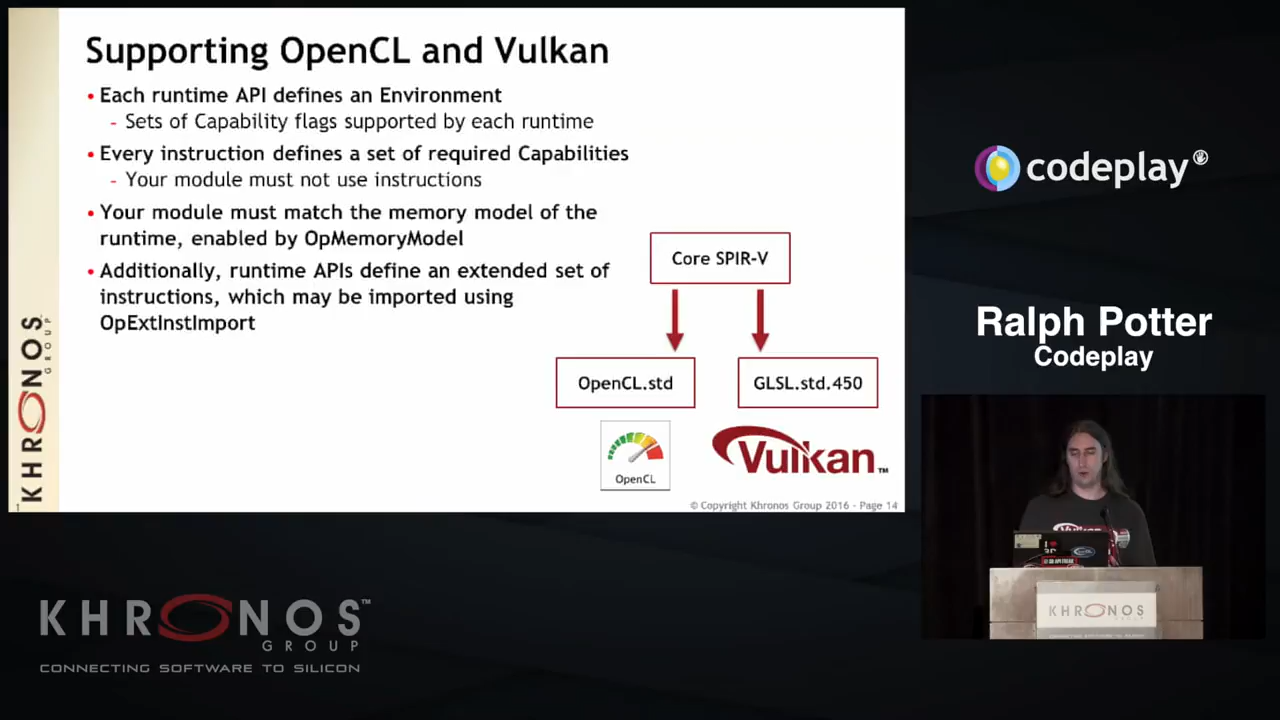 Supporting OpenCL and Vulkan
• Each runtime API defines an Environment
- Sets of Capability flags supported by each runtime
• Every instruction defines a set of required Capabilities
- Your module must not use instructions
• Your module must match the memory model of the
runtime, enabled by OpMemoryModel
• Additionally, runtime APIs define an extended set of
instructions, which may be imported using
OpExtInstImport
Core SPIR-V
OpenCL.std
GLSL.std.450
OpenCL
Vulkan™
© Copyright Khronos Group 2016 - Page 14
KHRONOS
GROUP
codeplay®
Ralph Potter
Codeplay
Vulkan
KHRONOS
GROUP
KHRONOS™
GROUP
CONNECTING SOFTWARE TO SILICON